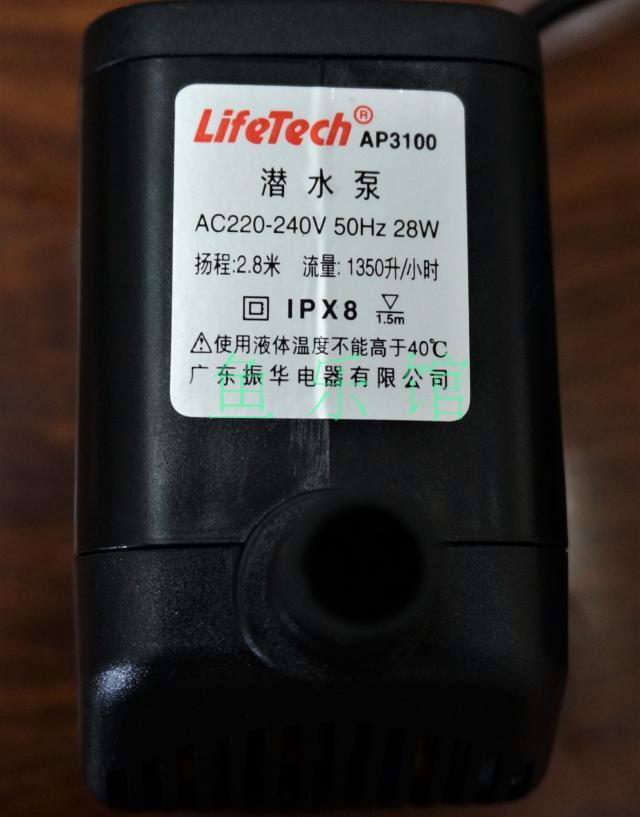 LifeTech® AP3100
潜水泵
AC220-240V 50Hz 28W
扬程:2.8米 流量:1350升/小时
IPX8 1.5m
⚠使用液体温度不能高于40℃
广东振华电器有限公司
鱼乐馆